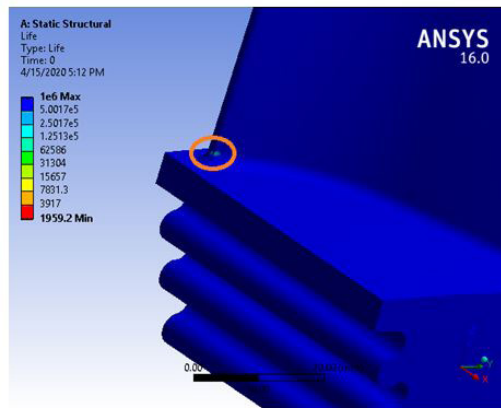 A: Static Structural
Life
Type: Life
Time: 0
4/15/2020 5:12 PM
1e6 Max
5.0017e5
2.5017e5
1.2513e5
62586
31304
15657
7831.3
3917
1959.2 Min
ANSYS
16.0
0.00
X